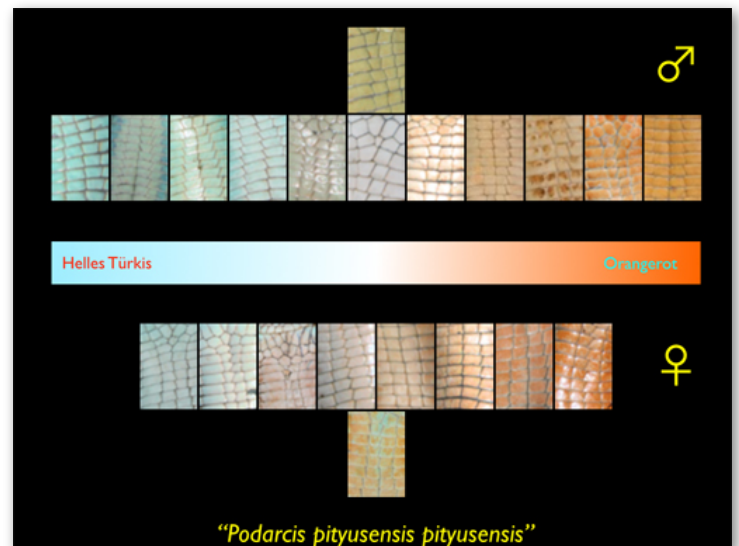 ♂
Helles Türkis
Orangerot
♀
“Podarcis pityusensis pityusensis”